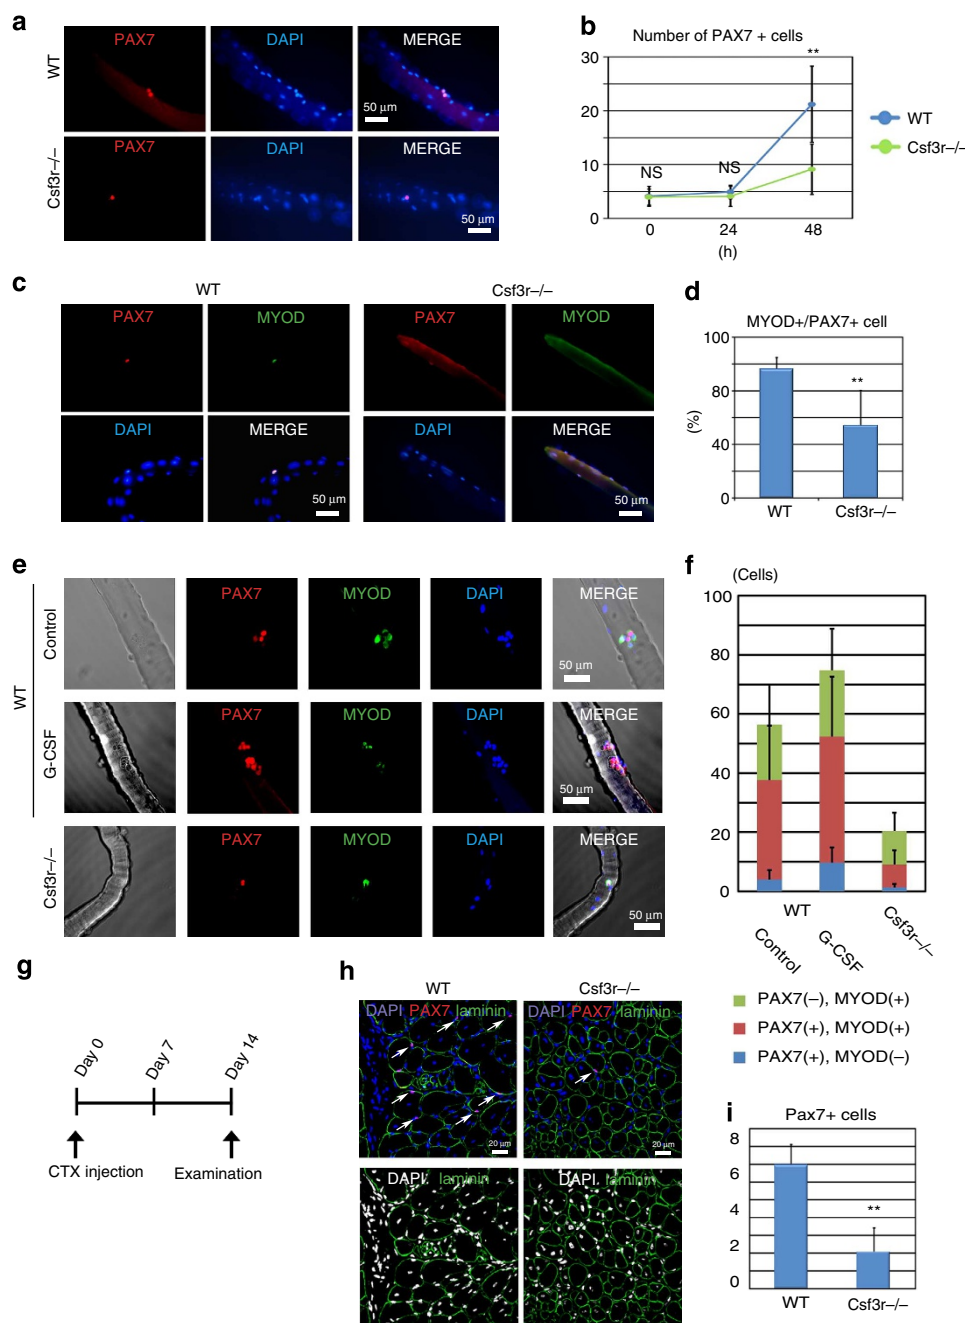 a
PAX7 DAPI MERGE
WT
50 µm
PAX7 DAPI MERGE
Csf3r–/–
50 µm
b
Number of PAX7 + cells
30
20
10
0
NS NS **
0 24 48
(h)
WT
Csf3r–/–
c
WT Csf3r–/–
PAX7 MYOD PAX7 MYOD
DAPI MERGE DAPI MERGE
50 µm 50 µm
d
MYOD+/PAX7+ cell
100
80
40
0
(%)
**
WT Csf3r–/–
e
WT
Control
PAX7 MYOD DAPI MERGE
50 µm
G-CSF
PAX7 MYOD DAPI MERGE
50 µm
Csf3r–/–
PAX7 MYOD DAPI MERGE
50 µm
f
(Cells)
100
80
60
40
20
0
WT
Control G-CSF Csf3r–/–
PAX7(–), MYOD(+)
PAX7(+), MYOD(+)
PAX7(+), MYOD(–)
g
Day 0 Day 7 Day 14
CTX injection Examination
h
WT Csf3r–/–
DAPI PAX7 laminin DAPI PAX7 laminin
20 µm 20 µm
DAPI. laminin DAPI. laminin
i
Pax7+ cells
8
6
4
2
0
**
WT Csf3r–/–